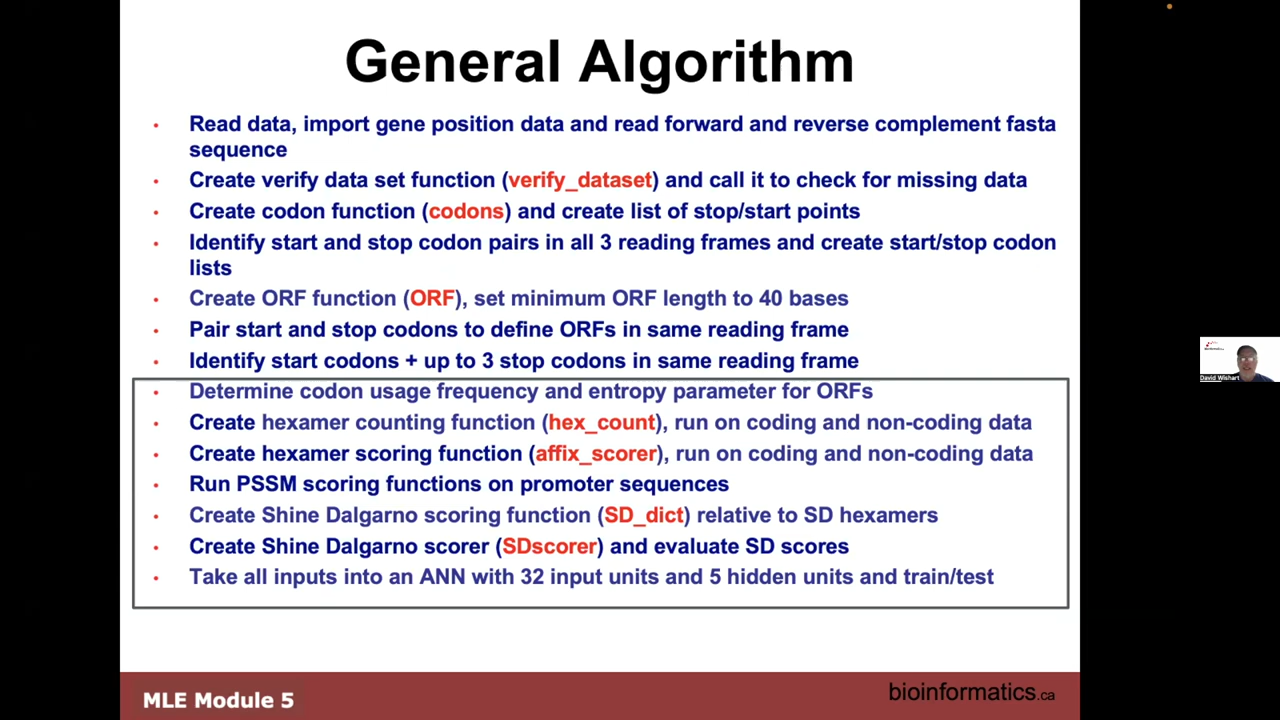 General Algorithm
• Read data, import gene position data and read forward and reverse complement fasta
sequence
• Create verify data set function (verify_dataset) and call it to check for missing data
• Create codon function (codons) and create list of stop/start points
• Identify start and stop codon pairs in all 3 reading frames and create start/stop codon
lists
• Create ORF function (ORF), set minimum ORF length to 40 bases
• Pair start and stop codons to define ORFs in same reading frame
• Identify start codons + up to 3 stop codons in same reading frame
• Determine codon usage frequency and entropy parameter for ORFs
• Create hexamer counting function (hex_count), run on coding and non-coding data
• Create hexamer scoring function (affix_scorer), run on coding and non-coding data
• Run PSSM scoring functions on promoter sequences
• Create Shine Dalgarno scoring function (SD_dict) relative to SD hexamers
• Create Shine Dalgarno scorer (SDscorer) and evaluate SD scores
• Take all inputs into an ANN with 32 input units and 5 hidden units and train/test
David Wishart
MLE Module 5
bioinformatics.ca